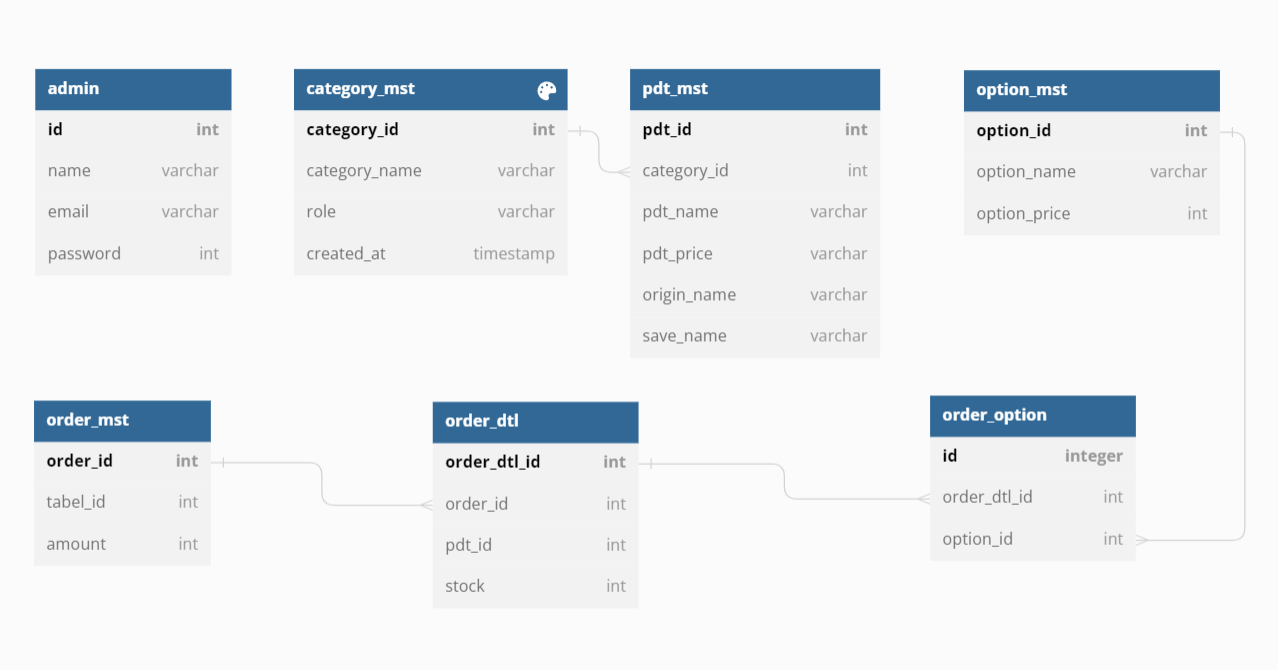 admin
id int
name varchar
email varchar
password int
category_mst
category_id int
category_name varchar
role varchar
created_at timestamp
pdt_mst
pdt_id int
category_id int
pdt_name varchar
pdt_price varchar
origin_name varchar
save_name varchar
option_mst
option_id int
option_name varchar
option_price int
order_mst
order_id int
tabel_id int
amount int
order_dtl
order_dtl_id int
order_id int
pdt_id int
stock int
order_option
id integer
order_dtl_id int
option_id int